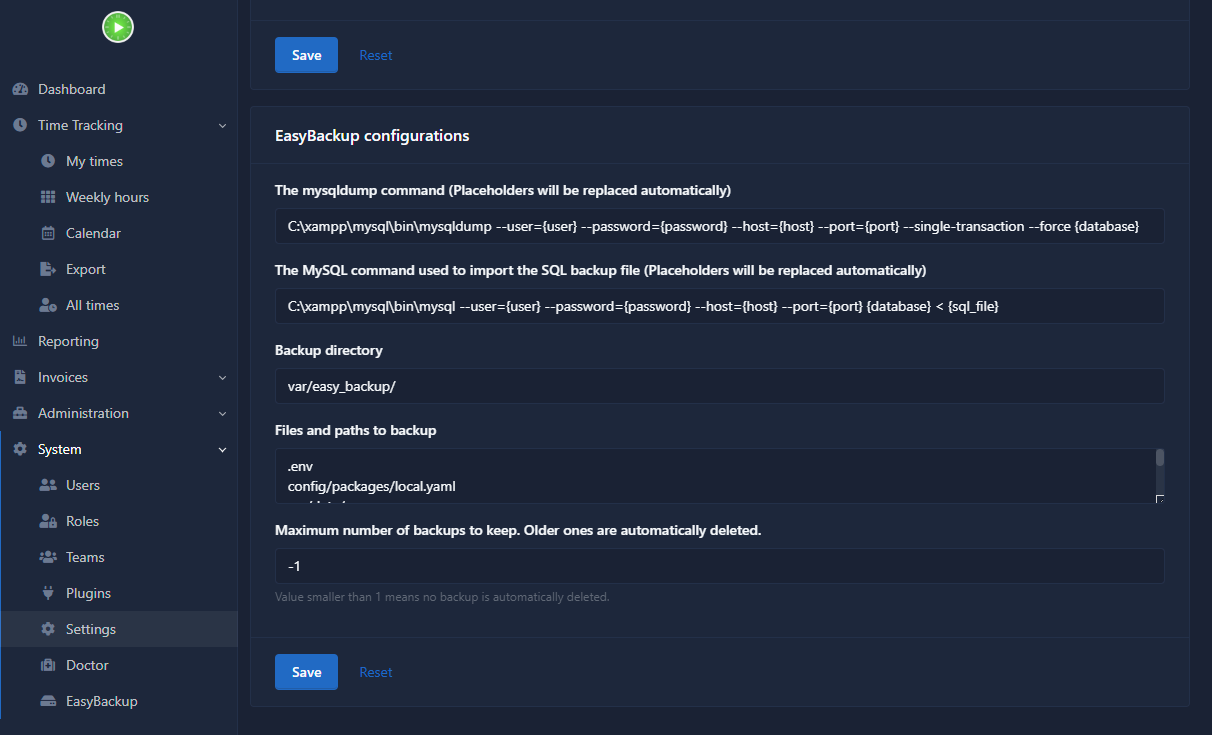 Dashboard
Time Tracking
My times
Weekly hours
Calendar
Export
All times
Reporting
Invoices
Administration
System
Users
Roles
Teams
Plugins
Settings
Doctor
EasyBackup
Save Reset
EasyBackup configurations
The mysqldump command (Placeholders will be replaced automatically)
C:\xampp\mysql\bin\mysqldump --user={user} --password={password} --host={host} --port={port} --single-transaction --force {database}
The MySQL command used to import the SQL backup file (Placeholders will be replaced automatically)
C:\xampp\mysql\bin\mysql --user={user} --password={password} --host={host} --port={port} {database} < {sql_file}
Backup directory
var/easy_backup/
Files and paths to backup
.env
config/packages/local.yaml
Maximum number of backups to keep. Older ones are automatically deleted.
-1
Value smaller than 1 means no backup is automatically deleted.
Save Reset